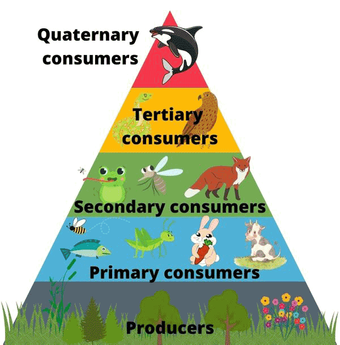 Quaternary
consumers
Tertiary
consumers
Secondary consumers
Primary consumers
Producers